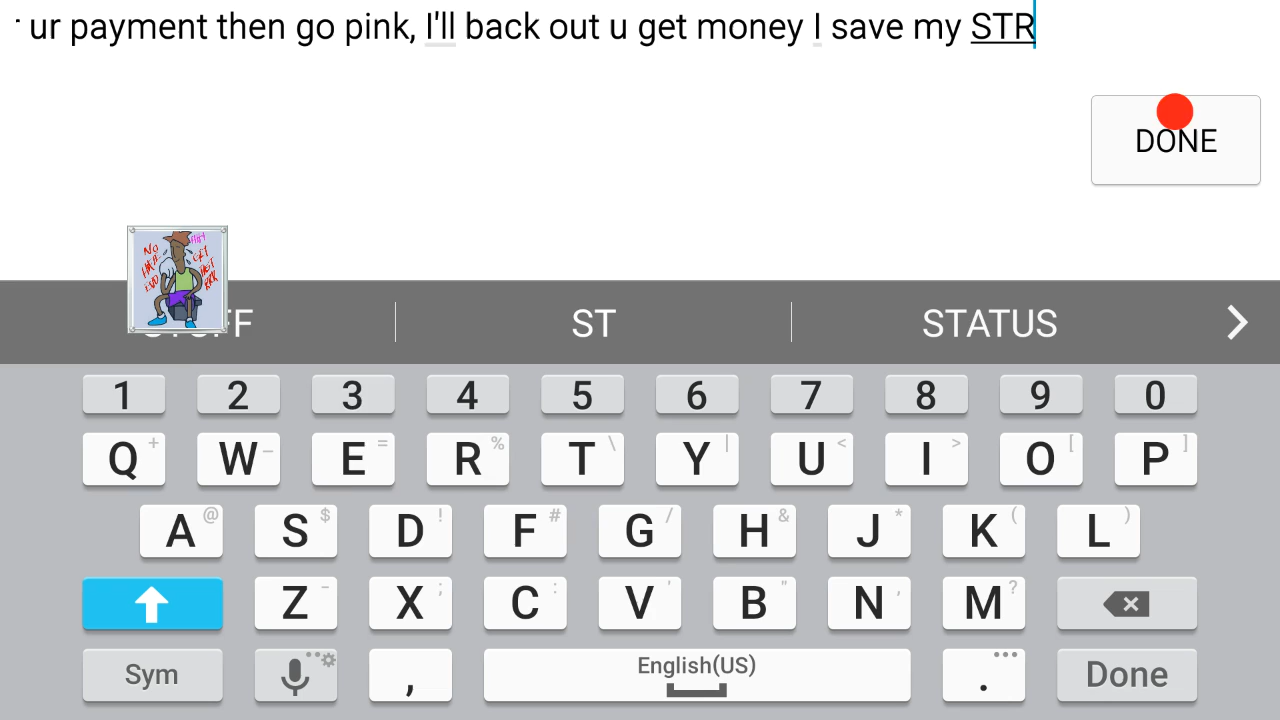 ur payment then go pink, I'll back out u get money I save my STR
DONE
NO
ST
STATUS
1 2 3 4 5 6 7 8 9 0
Q + W _ E = R % T \ Y | U < I > O [ P ]
A @ S $ D ! F # G / H & J * K ( L )
Z - X ; C : V ' B " N , M ?
Sym , English(US) . Done